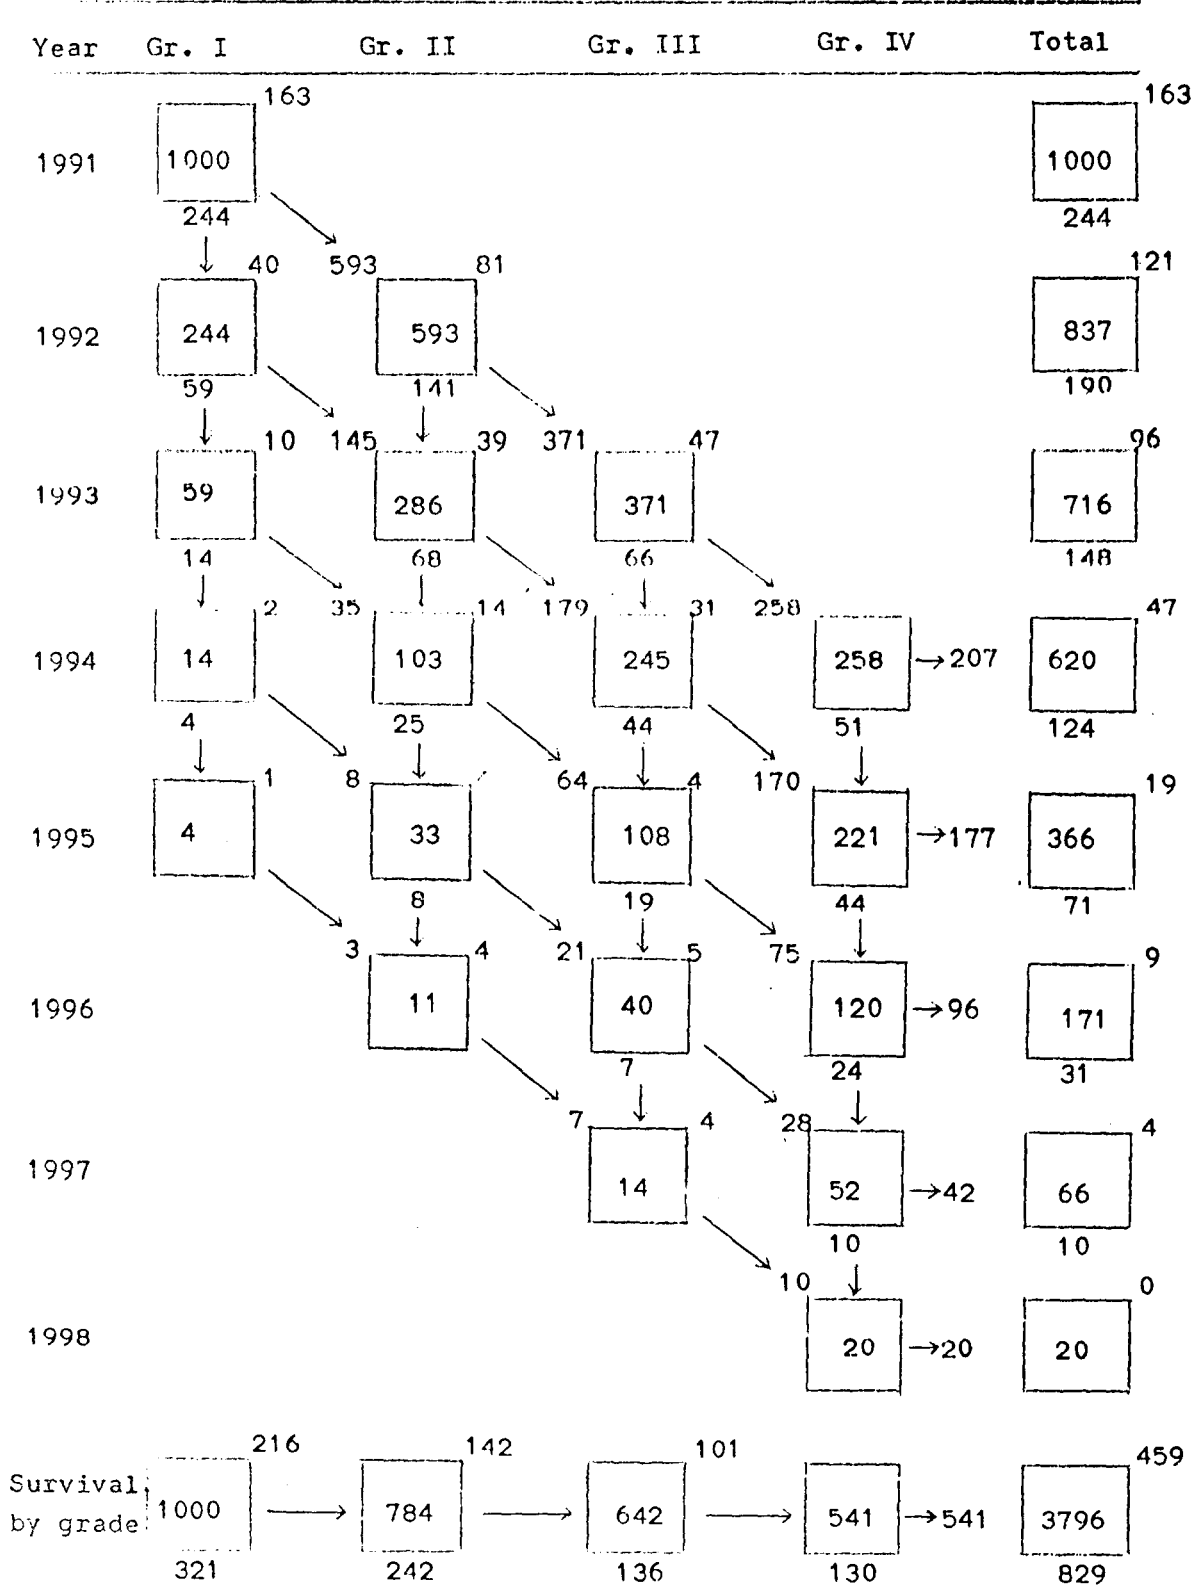 Year Gr. I Gr. II Gr. III Gr. IV Total
163 163
1991 1000 1000
244 244
40 593 81 121
1992 244 593 837
59 141 190
10 145 39 371 47 96
1993 59 286 371 716
14 68 66 148
2 35 14 179 31 258 47
1994 14 103 245 258 →207 620
4 25 44 51 124
1 8 64 4 170 19
1995 4 33 108 221 →177 366
8 19 44 71
3 4 21 5 75 9
1996 11 40 120 →96 171
7 24 31
7 4 28 4
1997 14 52 →42 66
10 10
10 0
1998 20 →20 20
216 142 101 459
Survival
by grade 1000 784 642 541 →541 3796
321 242 136 130 829